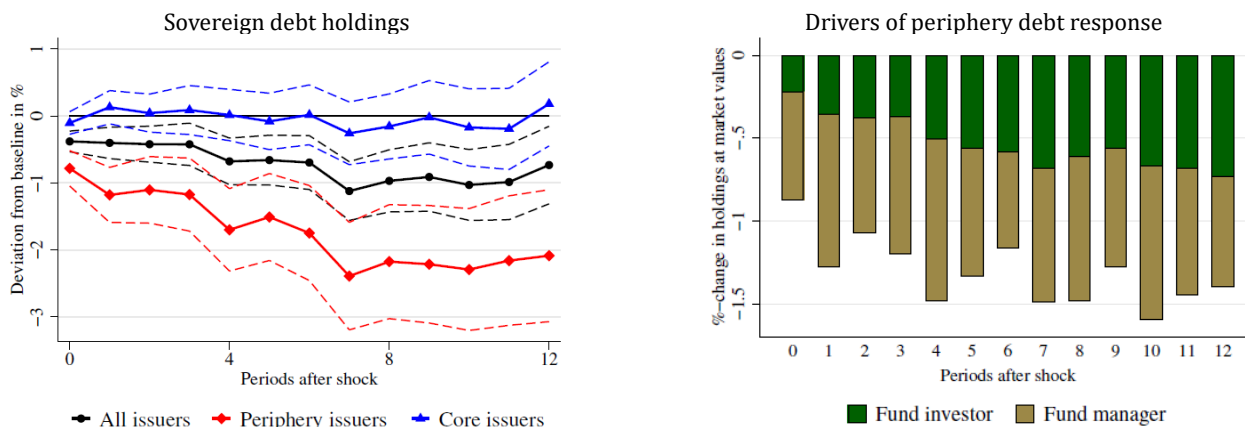 Sovereign debt holdings
Deviation from baseline in %
1
0
−1
−2
−3
0 4 8 12
Periods after shock
All issuers Periphery issuers Core issuers
Drivers of periphery debt response
%−change in holdings at market values
0
−.5
−1
−1.5
0 1 2 3 4 5 6 7 8 9 10 11 12
Periods after shock
Fund investor Fund manager